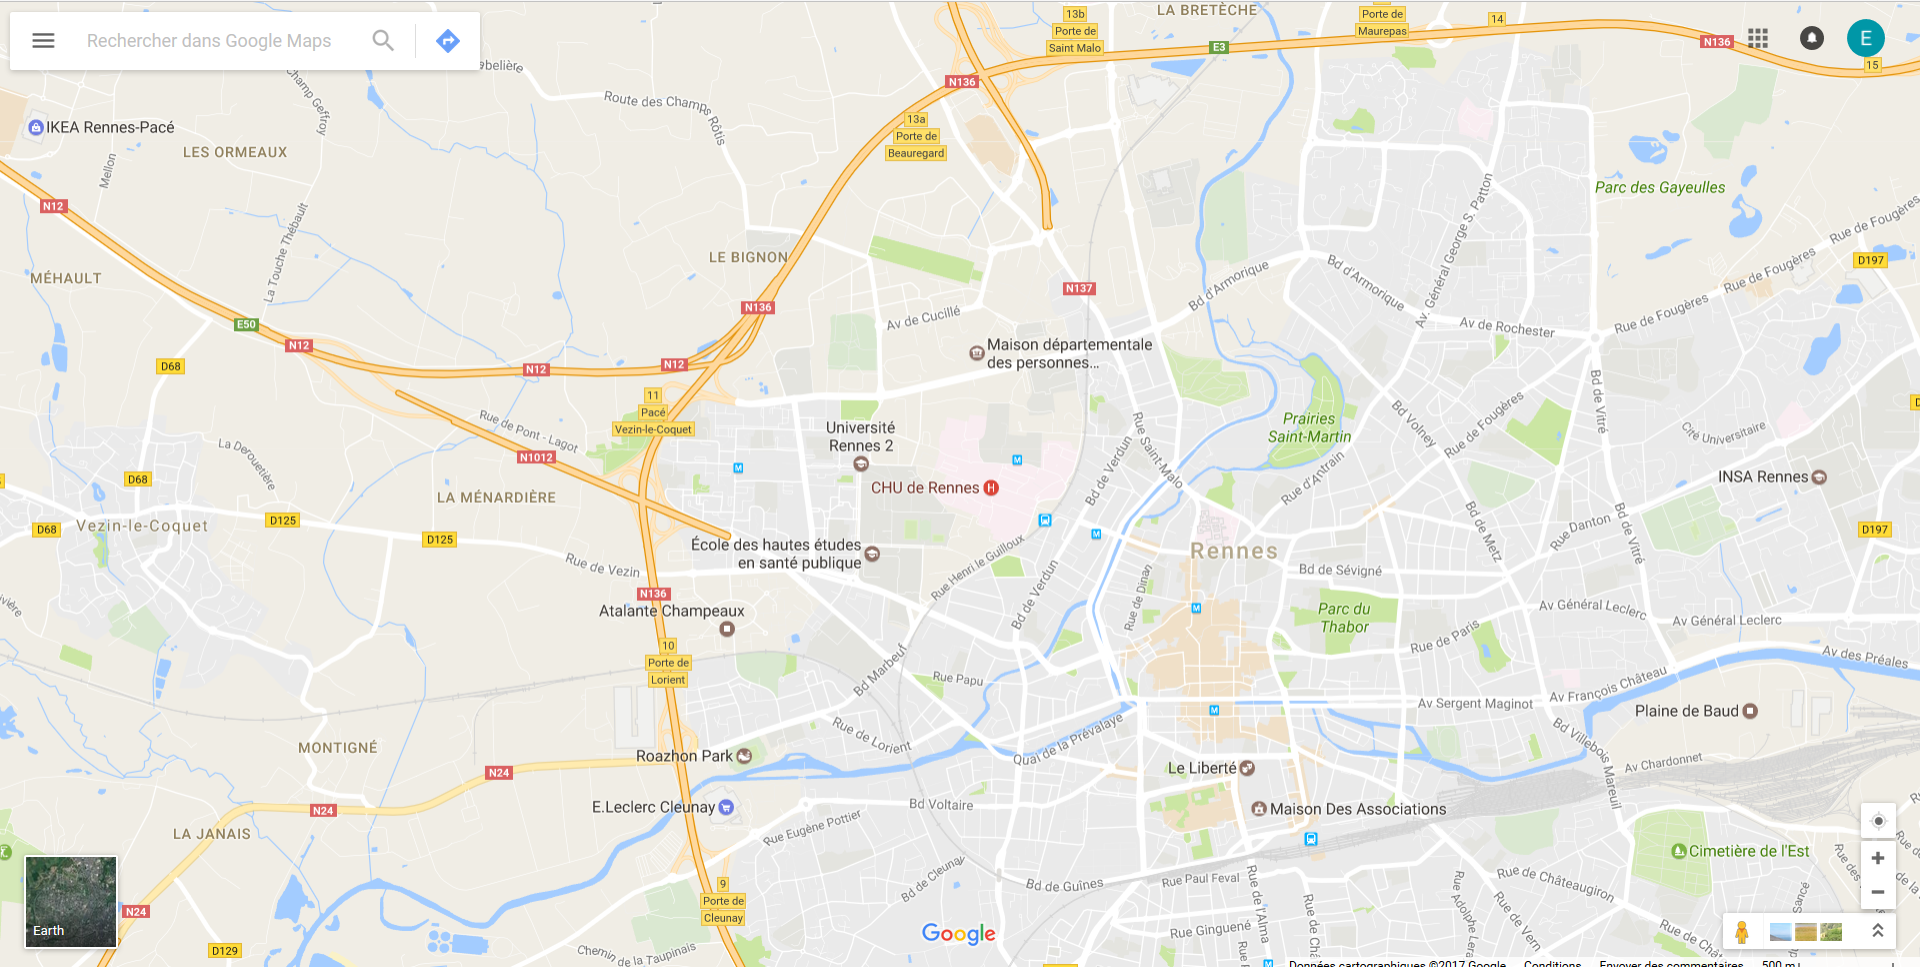 Rechercher dans Google Maps
13b
Porte de
Saint Malo
LA BRETÈCHE
Porte de
Maurepas
14
E3
N136
E
15
abelière
Champ Geffroy
Route des Champs Rôtis
N136
13a
Porte de
Beauregard
IKEA Rennes-Pacé
LES ORMEAUX
Mellon
N12
La Touche Thébault
MÉHAULT
LE BIGNON
Av. Général George S. Patton
Parc des Gayeulles
Rue de Fougères
D197
Rue de Fougères
Bd d'Armorique
Bd d'Armorique
N137
N136
E50
Av de Cucillé
Rue de Fougères
Av de Rochester
N12
N12
N12
D68
Maison départementale
des personnes...
11
Pacé
Vezin-le-Coquet
Bd de Vitré
Rue de Pont - Lagot
Université
Rennes 2
Rue Saint-Malo
Prairies
Saint-Martin
Bd Volney
Rue de Fougères
Cité Universitaire
La Derouetière
N1012
M
M
Bd de Verdun
CHU de Rennes H
Rue d'Antrain
INSA Rennes
D68
LA MÉNARDIÈRE
D68
Vezin-le-Coquet
D125
D125
M
Rennes
Bd de Metz
Rue Danton
Bd de Vitré
D197
École des hautes études
en santé publique
Rue de Vezin
Rue Henri le Guilloux
Bd de Verdun
Rue de Dinan
Bd de Sévigné
N136
Atalante Champeaux
M
Parc du
Thabor
Av Général Leclerc
Av Général Leclerc
Rue de Paris
10
Porte de
Lorient
Bd Marbeuf
Rue Papu
Av des Préales
Av François Château
Av Sergent Maginot
M
Plaine de Baud
Rue de Lorient
Quai de la Prévalaye
Bd Villebois Mareuil
MONTIGNÉ
Roazhon Park
N24
Le Liberté
Av Chardonnet
E.Leclerc Cleunay
Bd Voltaire
Maison Des Associations
N24
LA JANAIS
Rue Eugène Pottier
Cimetière de l'Est
Bd de Cleunay
Bd de Guînes
Rue Paul Feval
Rue de l'Alma
Rue de Châteaugiron
9
Porte de
Cleunay
N24
Earth
Google
Rue Ginguené
Rue de Vern
D129
Chemin de la Taupinais
M
Données cartographiques ©2017 Google
Conditions
Envoyer des commentaires
500 m